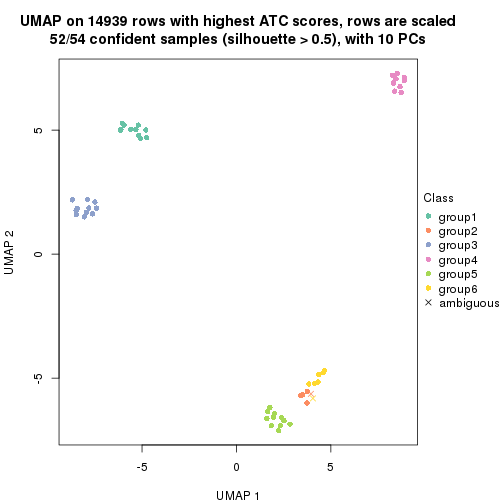 UMAP on 14939 rows with highest ATC scores, rows are scaled
52/54 confident samples (silhouette > 0.5), with 10 PCs
UMAP 2
5
0
-5
-5
0
5
UMAP 1
Class
group1
group2
group3
group4
group5
group6
ambiguous